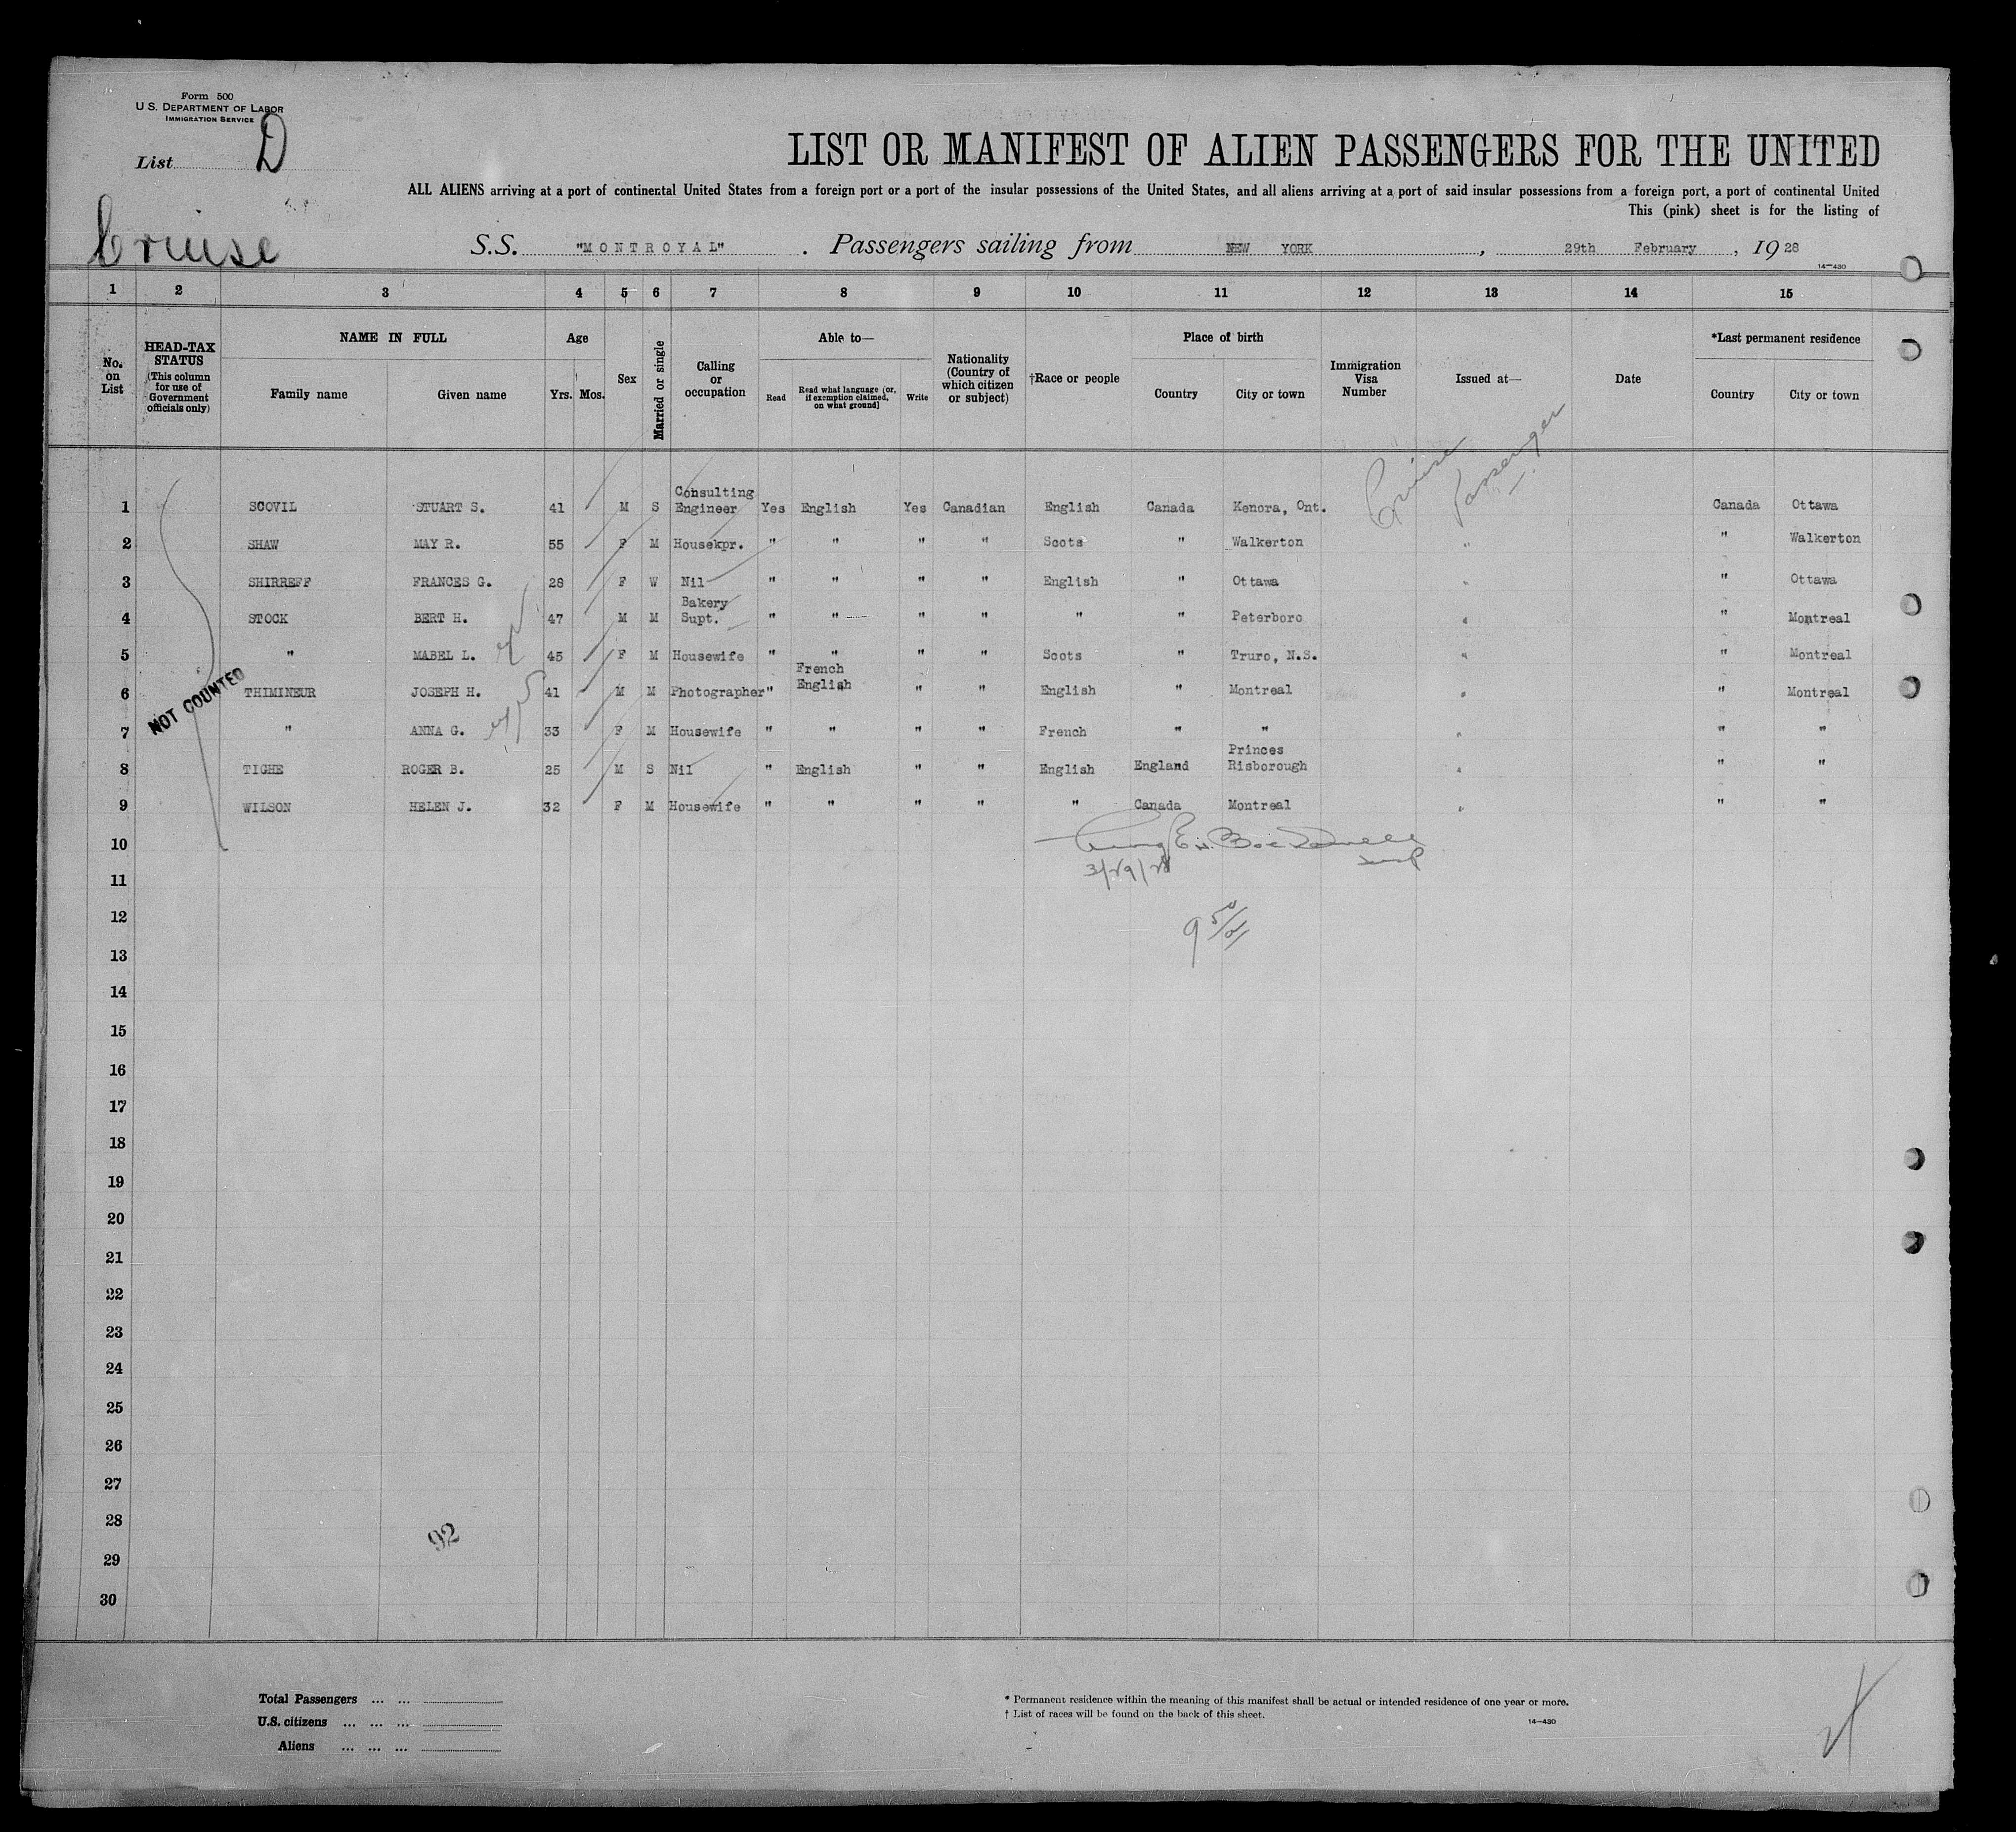 Form 500
U.S. DEPARTMENT OF LABOR
IMMIGRATION SERVICE
List D
LIST OR MANIFEST OF ALIEN PASSENGERS FOR THE UNITED
ALL ALIENS arriving at a port of continental United States from a foreign port or a port of the insular possessions of the United States, and all aliens arriving at a port of said insular possessions from a foreign port, a port of continental United
This (pink) sheet is for the listing of
Cruise
S.S. "MONTROYAL" . Passengers sailing from NEW YORK , 29th February , 1928
14—430
1 2 3 4 5 6 7 8 9 10 11 12 13 14 15
No. on List
HEAD-TAX STATUS (This column for use of Government officials only)
NAME IN FULL
Family name Given name
Age
Yrs. Mos.
Sex
Married or single
Calling or occupation
Able to—
Read Read what language [or, if exemption claimed, on what ground] Write
Nationality (Country of which citizen or subject)
†Race or people
Place of birth
Country City or town
Immigration Visa Number
Issued at—
Date
*Last permanent residence
Country City or town
Cruise Passenger
1 SCOVIL STUART S. 41 M S Consulting Engineer Yes English Yes Canadian English Canada Kenora, Ont. Canada Ottawa
2 SHAW MAY R. 55 F M Housekpr. " " " " Scots " Walkerton " " Walkerton
3 SHIRREFF FRANCES G. 28 F W Nil " " " " English " Ottawa " " Ottawa
4 STOCK BERT H. 47 M M Bakery Supt. " " " " " " Peterboro " " Montreal
5 " MABEL L. 45 F M Housewife " " " " Scots " Truro, N.S. " " Montreal
6 THIMINEUR JOSEPH H. 41 M M Photographer " French English " " English " Montreal " " Montreal
7 " ANNA G. 33 F M Housewife " " " " French " " " " "
8 TIGHE ROGER B. 25 M S Nil " English " " English England Princes Risborough " " "
9 WILSON HELEN J. 32 F M Housewife " " " " " Canada Montreal " " "
NOT COUNTED
10
3/29/28
11
12
13
14
15
16
17
18
19
20
21
22
23
24
25
26
27
28
92
29
30
Total Passengers ... ...
U.S. citizens ... ... ...
Aliens ... ... ...
* Permanent residence within the meaning of this manifest shall be actual or intended residence of one year or more.
† List of races will be found on the back of this sheet.
14—430